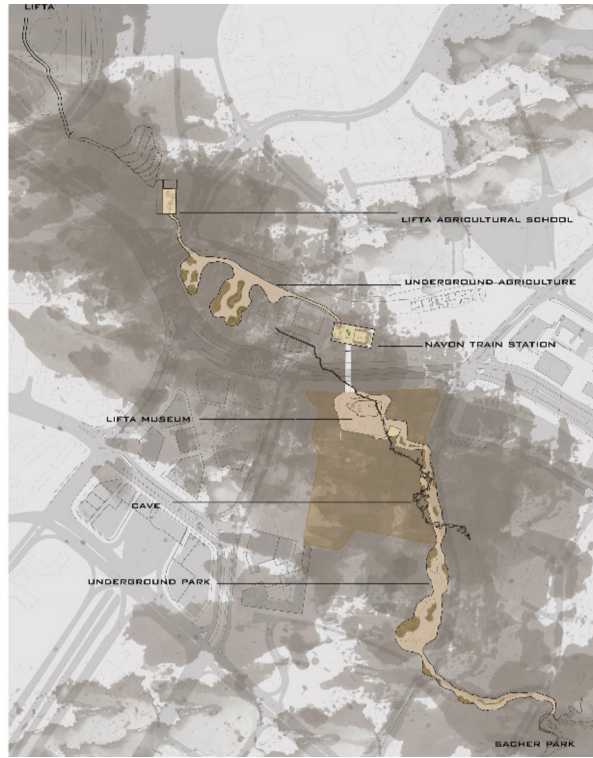 LIFTA
LIFTA AGRICULTURAL SCHOOL
UNDERGROUND AGRICULTURE
NAVON TRAIN STATION
LIFTA MUSEUM
CAVE
UNDERGROUND PARK
SACHER PARK